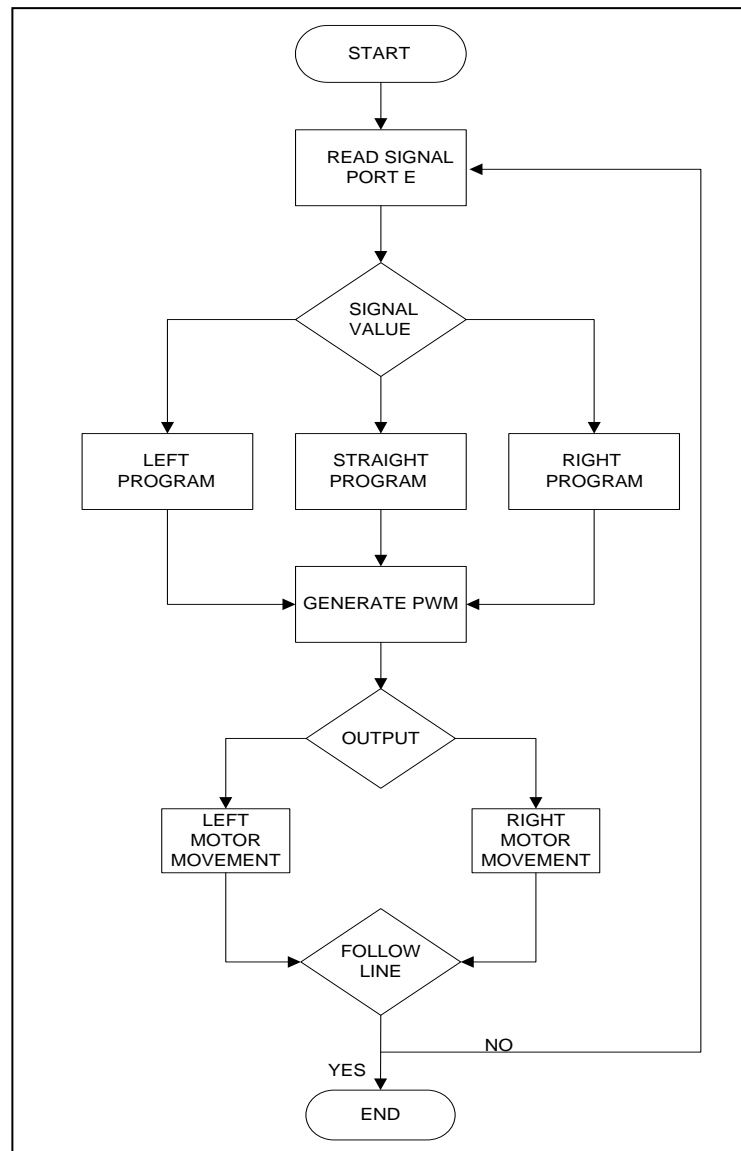 START
READ SIGNAL
PORT E
SIGNAL
VALUE
LEFT
PROGRAM
STRAIGHT
PROGRAM
RIGHT
PROGRAM
GENERATE PWM
OUTPUT
LEFT
MOTOR
MOVEMENT
RIGHT
MOTOR
MOVEMENT
FOLLOW
LINE
NO
YES
END